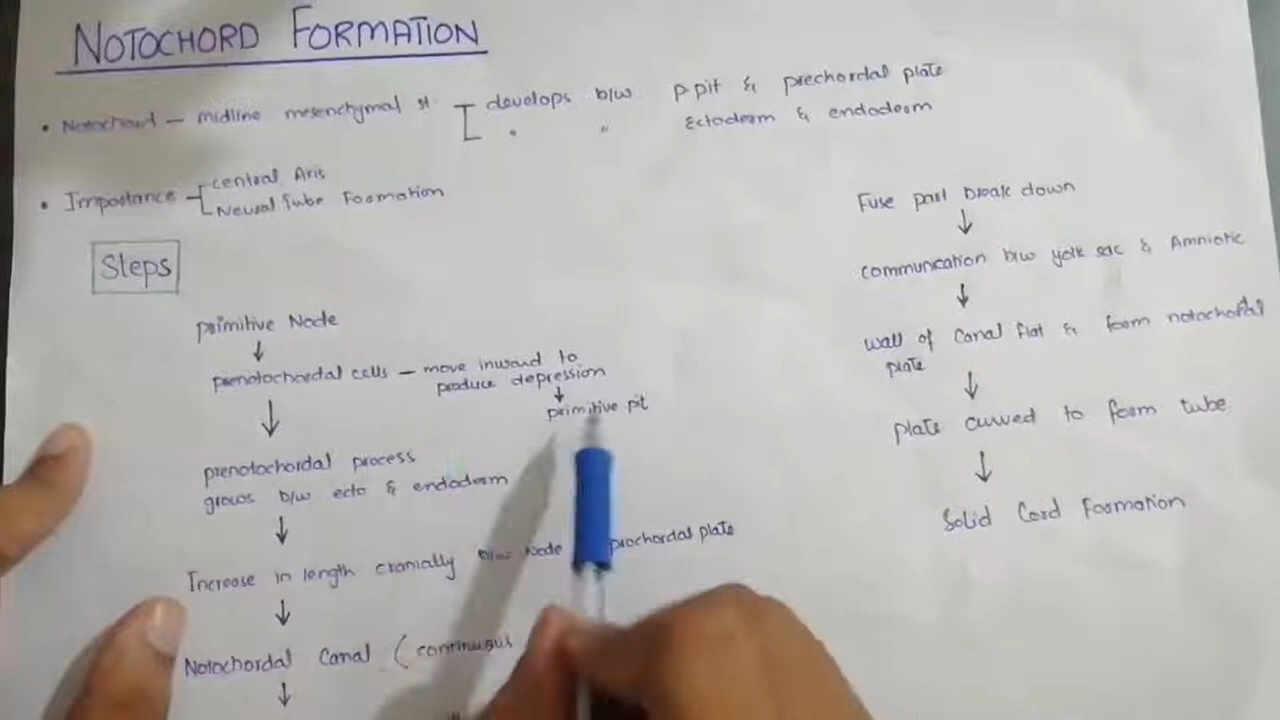 NOTOCHORD FORMATION
• Notochord – midline mesenchymal st
develops b/w p pit & prechordal plate
" " Ectoderm & endoderm
• Importance
central Axis
Neural Tube Formation
Steps
primitive Node
↓
prenotochordal cells – move inward to
produce depression
↓
primitive pit
↓
prenotochordal process
grows b/w ecto & endoderm
↓
Increase in length cranially b/w Node prochordal plate
↓
Notochordal Canal (continuous
↓
Fuse part break down
↓
communication b/w yolk sac & Amniotic
↓
wall of Canal flat & form notochordal
plate
↓
plate curved to form tube
↓
Solid Cord Formation